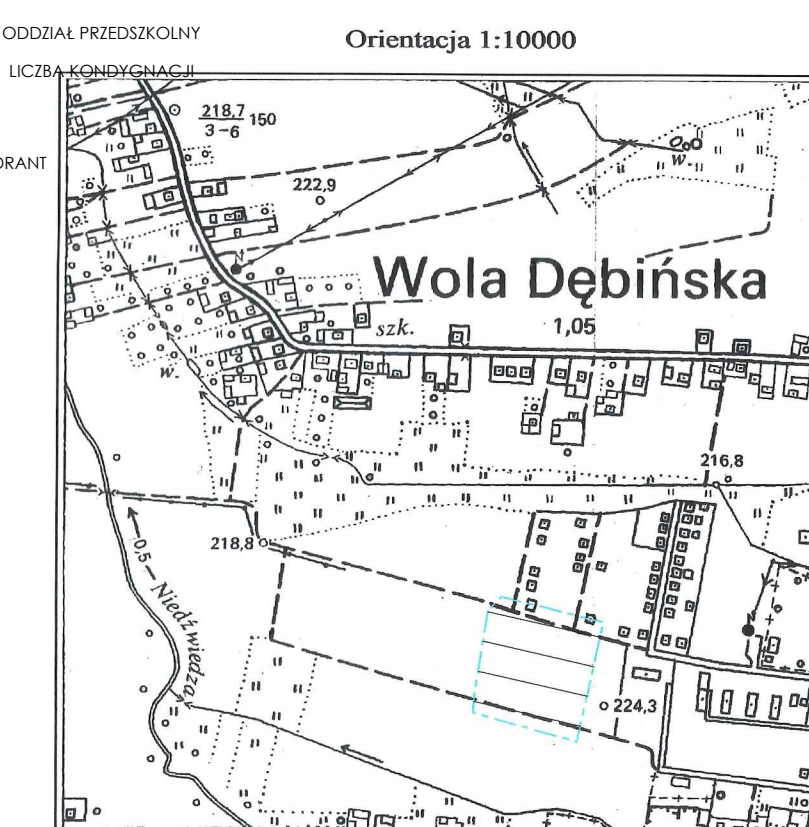 ODDZIAŁ PRZEDSZKOLNY
Orientacja 1:10000
LICZBA KONDYGNACJI
218,7
3-6
150
222,9
w.
N
Wola Dębińska
szk.
1,05
w.
216,8
218,8
0,5
Niedźwiedza
N
224,3